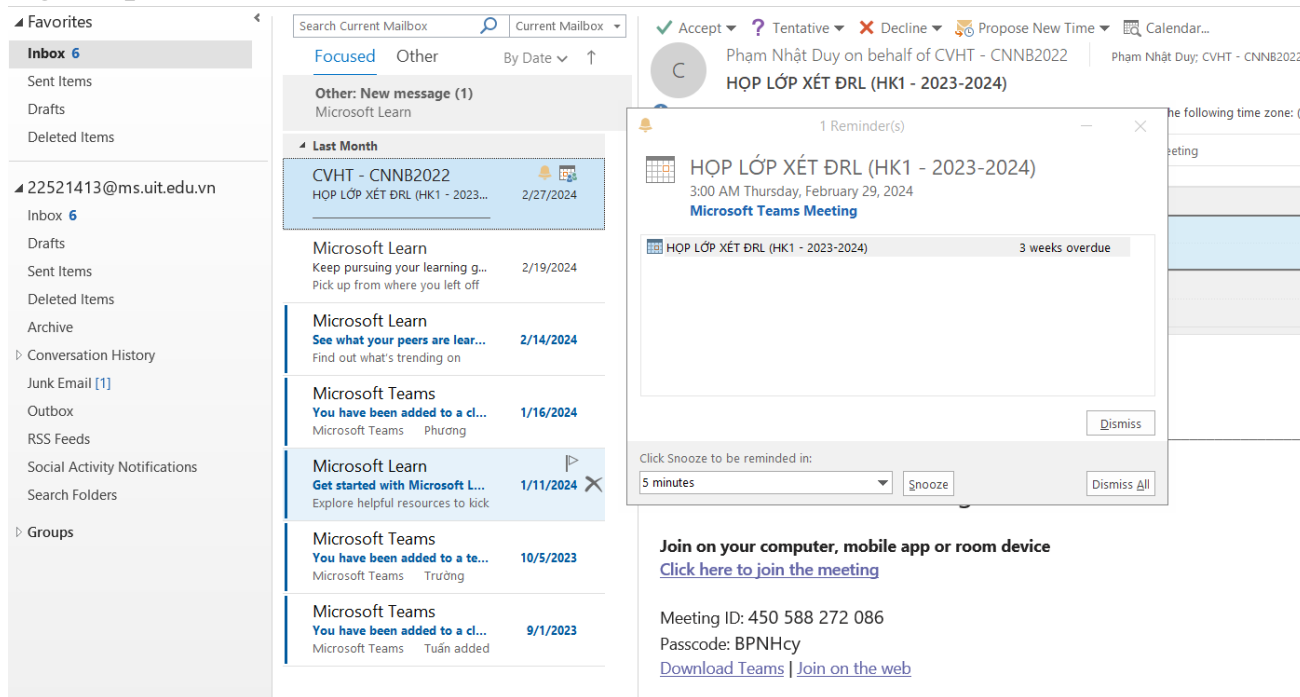 Favorites
Inbox 6
Sent Items
Drafts
Deleted Items
22521413@ms.uit.edu.vn
Inbox 6
Drafts
Sent Items
Deleted Items
Archive
Conversation History
Junk Email [1]
Outbox
RSS Feeds
Social Activity Notifications
Search Folders
Groups
Search Current Mailbox
Current Mailbox
Focused Other By Date
Other: New message (1)
Microsoft Learn
Last Month
CVHT - CNNB2022
HỌP LỚP XÉT ĐRL (HK1 - 2023... 2/27/2024
Microsoft Learn
Keep pursuing your learning g... 2/19/2024
Pick up from where you left off
Microsoft Learn
See what your peers are lear... 2/14/2024
Find out what's trending on
Microsoft Teams
You have been added to a cl... 1/16/2024
Microsoft Teams Phương
Microsoft Learn
Get started with Microsoft L... 1/11/2024
Explore helpful resources to kick
Microsoft Teams
You have been added to a te... 10/5/2023
Microsoft Teams Trường
Microsoft Teams
You have been added to a cl... 9/1/2023
Microsoft Teams Tuấn added
Accept ? Tentative Decline Propose New Time Calendar...
C
Phạm Nhật Duy on behalf of CVHT - CNNB2022
Phạm Nhật Duy; CVHT - CNNB2022
HỌP LỚP XÉT ĐRL (HK1 - 2023-2024)
he following time zone: (
eeting
1 Reminder(s)
HỌP LỚP XÉT ĐRL (HK1 - 2023-2024)
3:00 AM Thursday, February 29, 2024
Microsoft Teams Meeting
HỌP LỚP XÉT ĐRL (HK1 - 2023-2024) 3 weeks overdue
Dismiss
Click Snooze to be reminded in:
5 minutes
Snooze
Dismiss All
Join on your computer, mobile app or room device
Click here to join the meeting
Meeting ID: 450 588 272 086
Passcode: BPNHcy
Download Teams | Join on the web